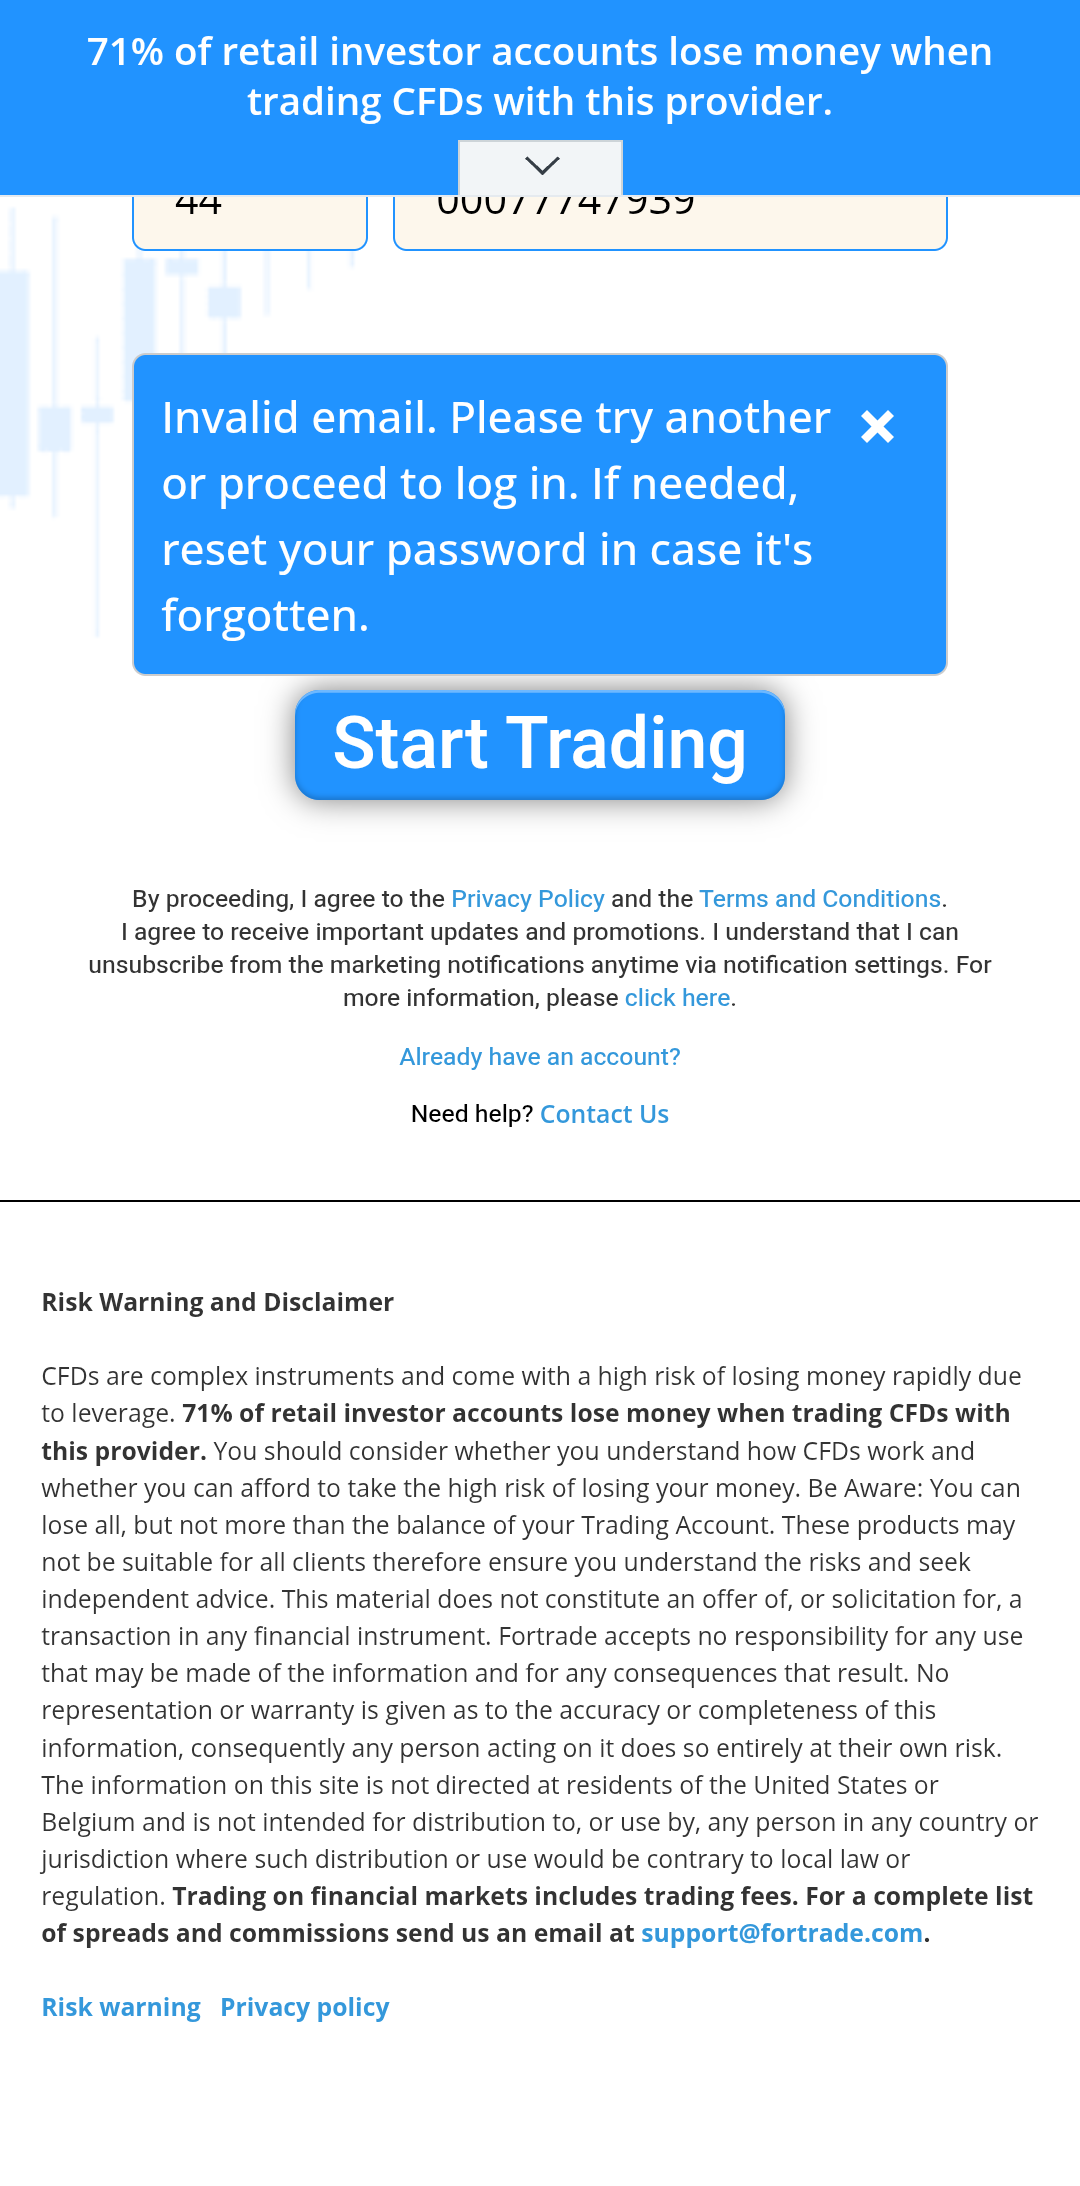 71% of retail investor accounts lose money when
trading CFDs with this provider.
44
00077747939
Invalid email. Please try another
or proceed to log in. If needed,
reset your password in case it's
forgotten.
Start Trading
By proceeding, I agree to the Privacy Policy and the Terms and Conditions.
I agree to receive important updates and promotions. I understand that I can
unsubscribe from the marketing notifications anytime via notification settings. For
more information, please click here.
Already have an account?
Need help? Contact Us
Risk Warning and Disclaimer
CFDs are complex instruments and come with a high risk of losing money rapidly due
to leverage. 71% of retail investor accounts lose money when trading CFDs with
this provider. You should consider whether you understand how CFDs work and
whether you can afford to take the high risk of losing your money. Be Aware: You can
lose all, but not more than the balance of your Trading Account. These products may
not be suitable for all clients therefore ensure you understand the risks and seek
independent advice. This material does not constitute an offer of, or solicitation for, a
transaction in any financial instrument. Fortrade accepts no responsibility for any use
that may be made of the information and for any consequences that result. No
representation or warranty is given as to the accuracy or completeness of this
information, consequently any person acting on it does so entirely at their own risk.
The information on this site is not directed at residents of the United States or
Belgium and is not intended for distribution to, or use by, any person in any country or
jurisdiction where such distribution or use would be contrary to local law or
regulation. Trading on financial markets includes trading fees. For a complete list
of spreads and commissions send us an email at support@fortrade.com.
Risk warning Privacy policy